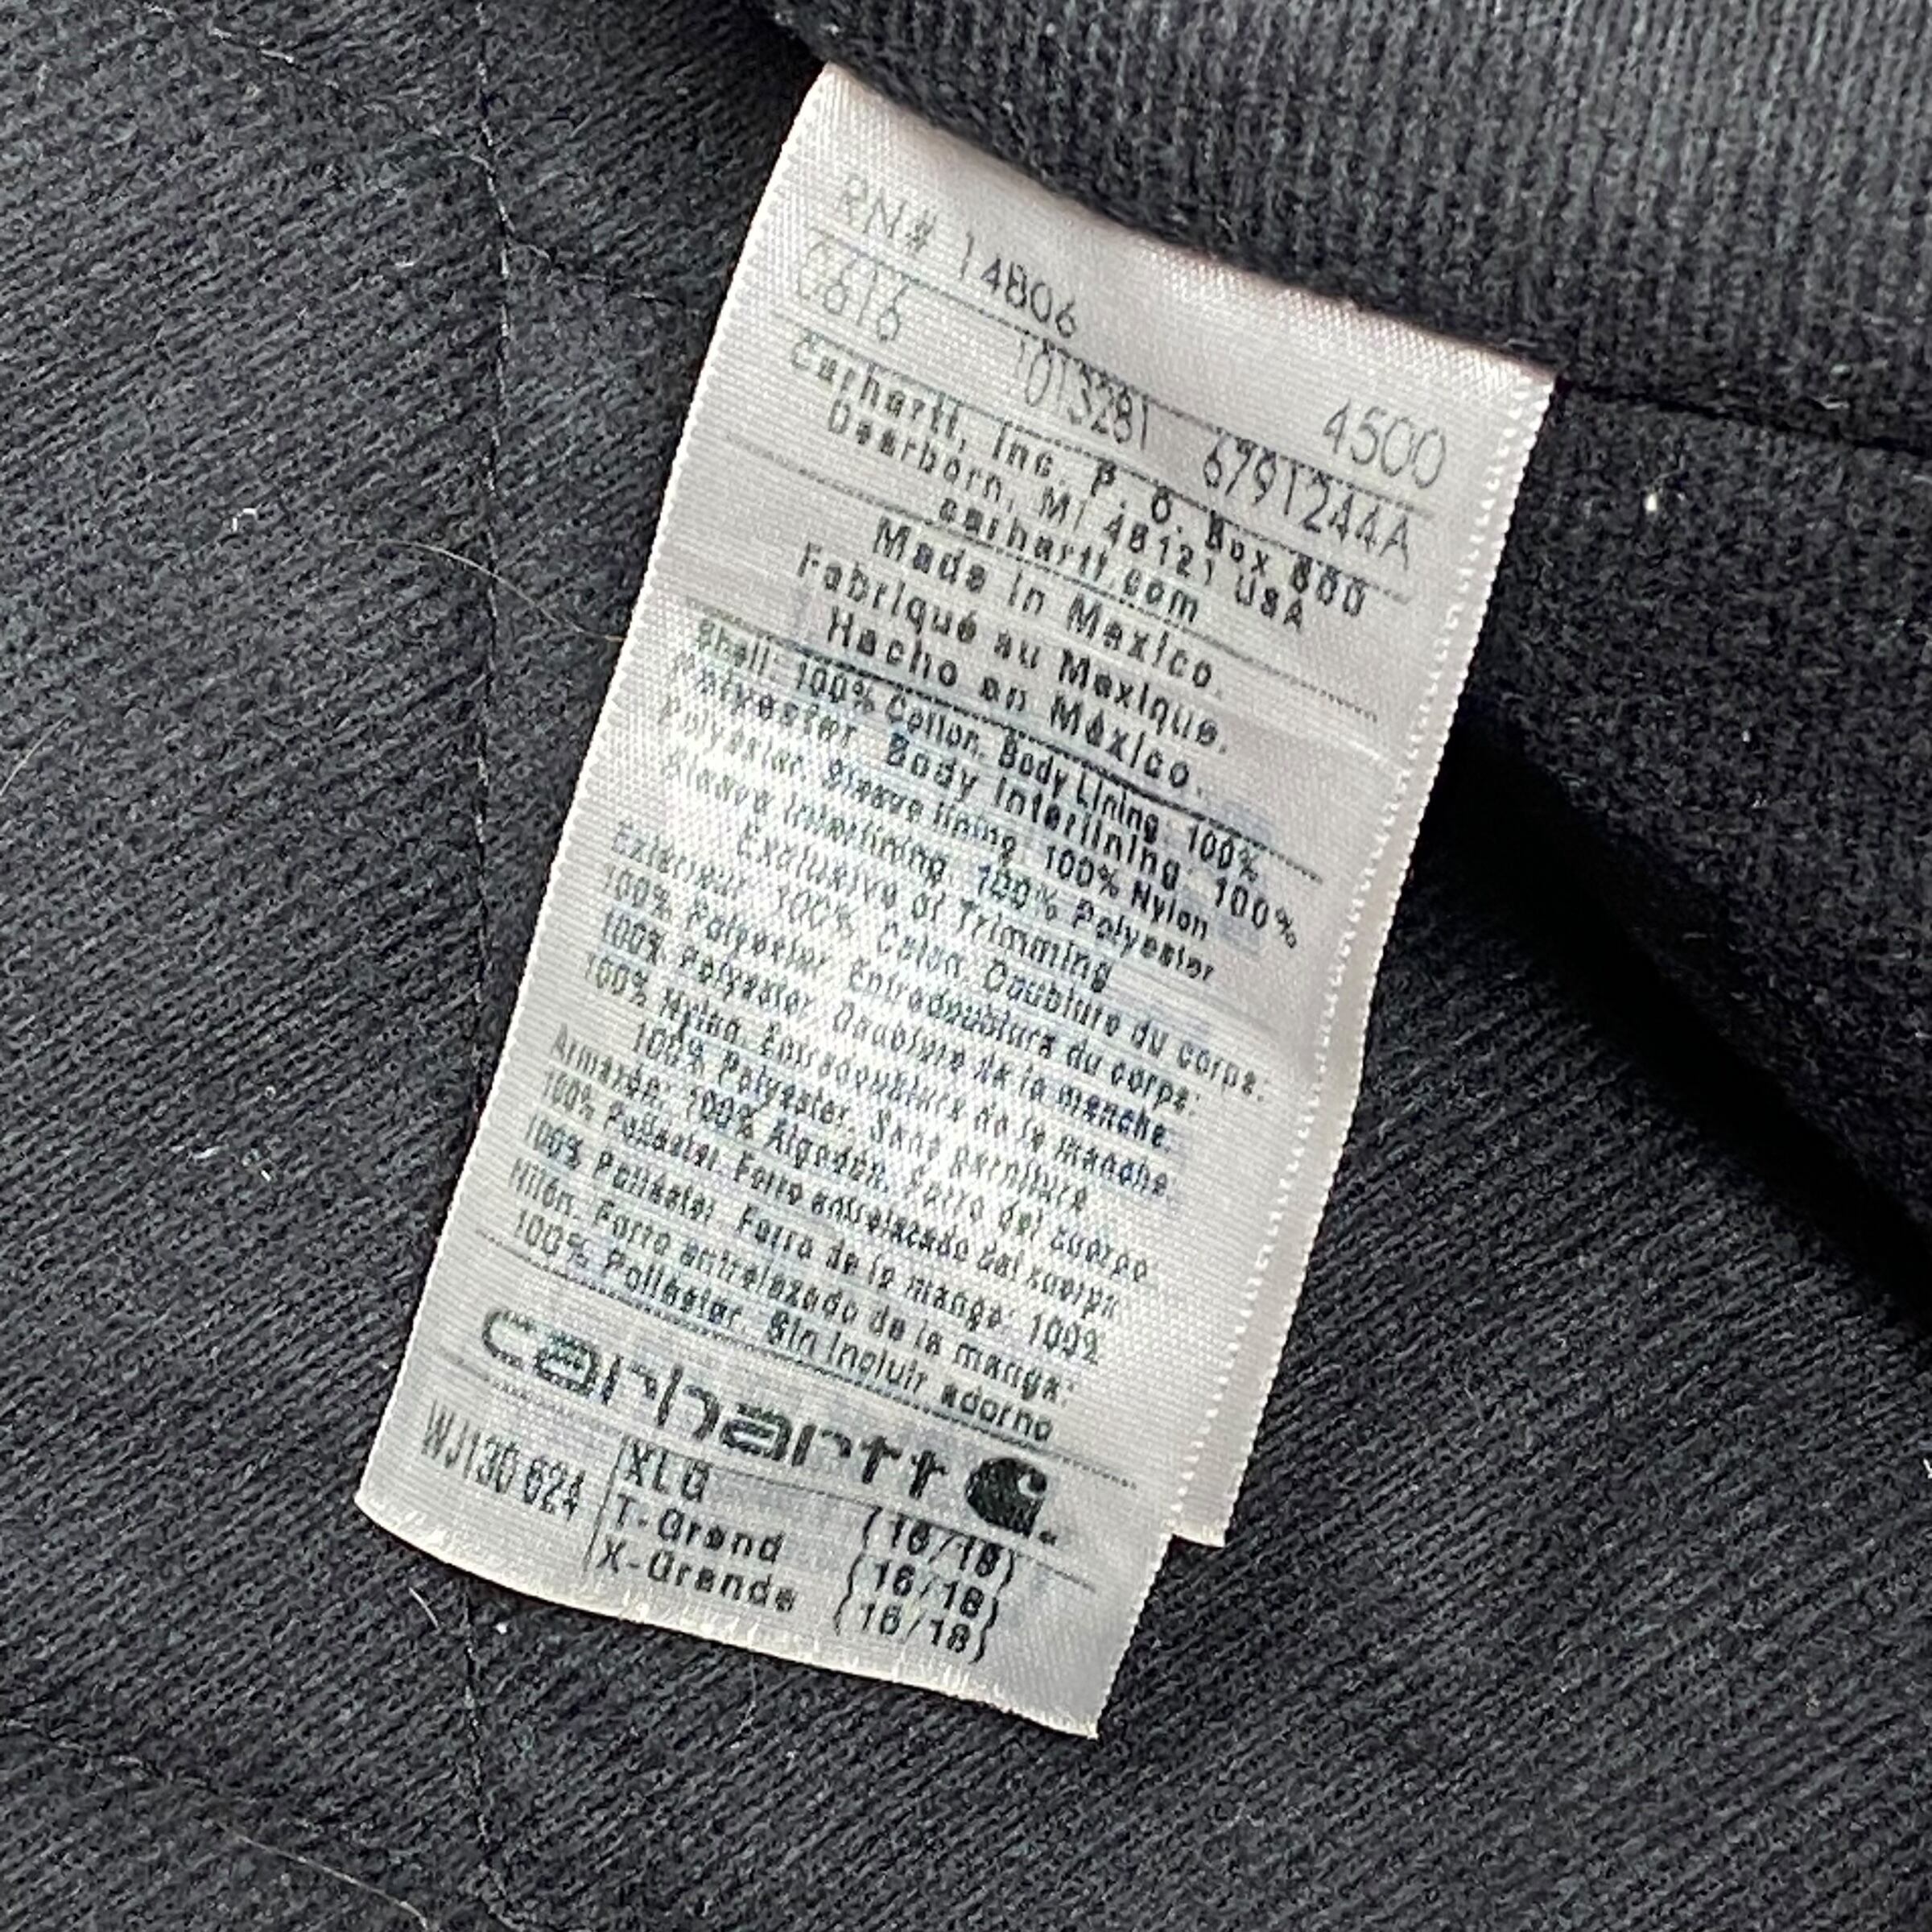 RN# 14806 4500
C616 1013281 679T244A
Carhartt, Inc. P. O. Box 600
Dearborn, MI 48121 USA
carhartt.com
Made in Mexico.
Fabriqué au Mexique.
Hecho en México.
Shell: 100% Cotton. Body Lining: 100%
Polyester. Body Interlining: 100%
Polyester. Sleeve lining: 100% Nylon
Sleeve Interlining: 100% Polyester
Exclusive of Trimming
Extérieur: 100% Coton. Doublure du corps:
100% Polyester. Entredoublure du corps:
100% Polyester. Doublure de la manche:
100% Nylon. Entredoublure de la manche:
100% Polyester. Sans garniture
Armazón: 100% Algodón. Forro del cuerpo
100% Poliéster. Forro entrelazado del cuerpo
100% Poliéster. Forro de la manga: 100%
Nilón. Forro entrelazado de la manga:
100% Poliéster. Sin Incluir adorno
carhartt
WJ130 624 XLG (16/18)
T-Grand (16/18)
X-Grande (16/18)